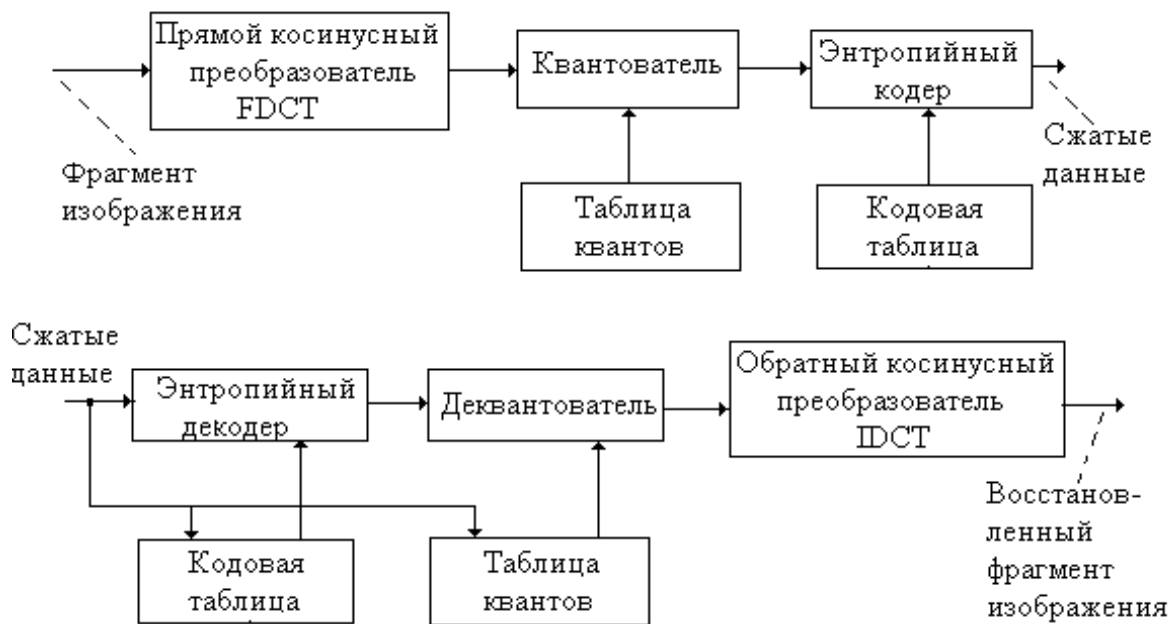 Прямой косинусный
преобразователь
FDCT
Квантователь
Энтропийный
кодер
Фрагмент
изображения
Сжатые
данные
Таблица
квантов
Кодовая
таблица
Сжатые
данные
Энтропийный
декодер
Деквантователь
Обратный косинусный
преобразователь
IDCT
Кодовая
таблица
Таблица
квантов
Восстанов-
ленный
фрагмент
изображения